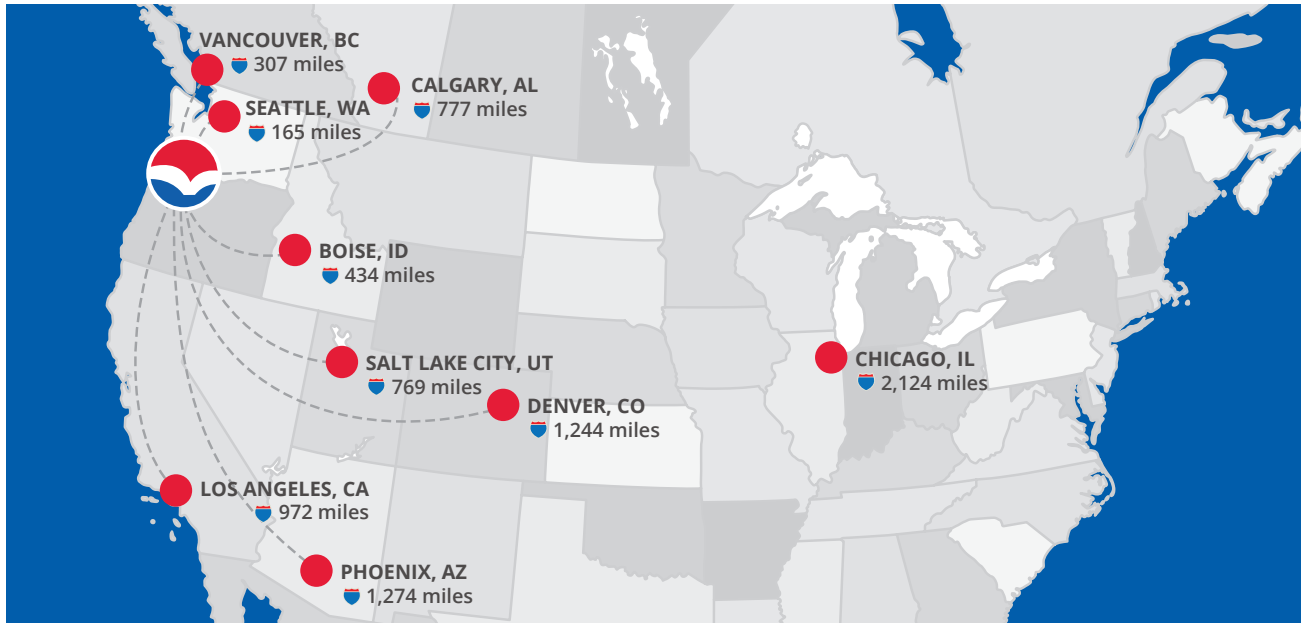 VANCOUVER, BC
307 miles
CALGARY, AL
777 miles
SEATTLE, WA
165 miles
BOISE, ID
434 miles
SALT LAKE CITY, UT
769 miles
DENVER, CO
1,244 miles
CHICAGO, IL
2,124 miles
LOS ANGELES, CA
972 miles
PHOENIX, AZ
1,274 miles